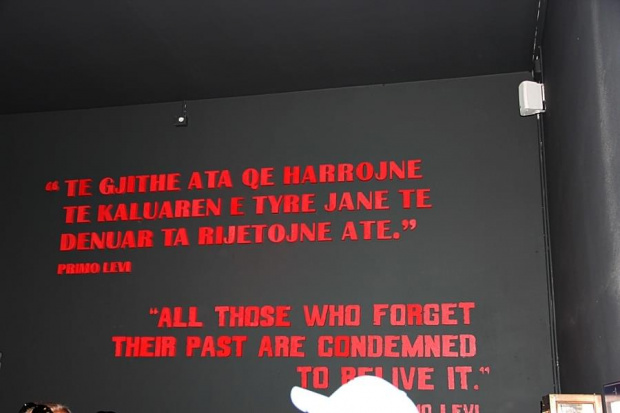 “ TE GJITHE ATA QE HARROJNE
TE KALUAREN E TYRE JANE TE
DENUAR TA RIJETOJNE ATE.”
PRIMO LEVI
"ALL THOSE WHO FORGET
THEIR PAST ARE CONDEMNED
TO RELIVE IT."
LEVI